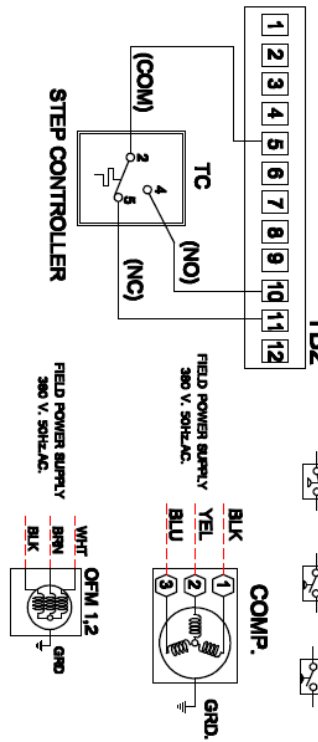 1
2
3
4
5
6
7
8
9
10
11
12
(COM)
(NO)
(NC)
TC
2
4
5
STEP CONTROLLER
FIELD POWER SUPPLY
380 V. 50Hz.AC.
BLK
YEL
BLU
1
2
3
COMP.
GRD.
FIELD POWER SUPPLY
380 V. 50Hz.AC.
WHT
BRN
BLK
OFM 1,2
GRD